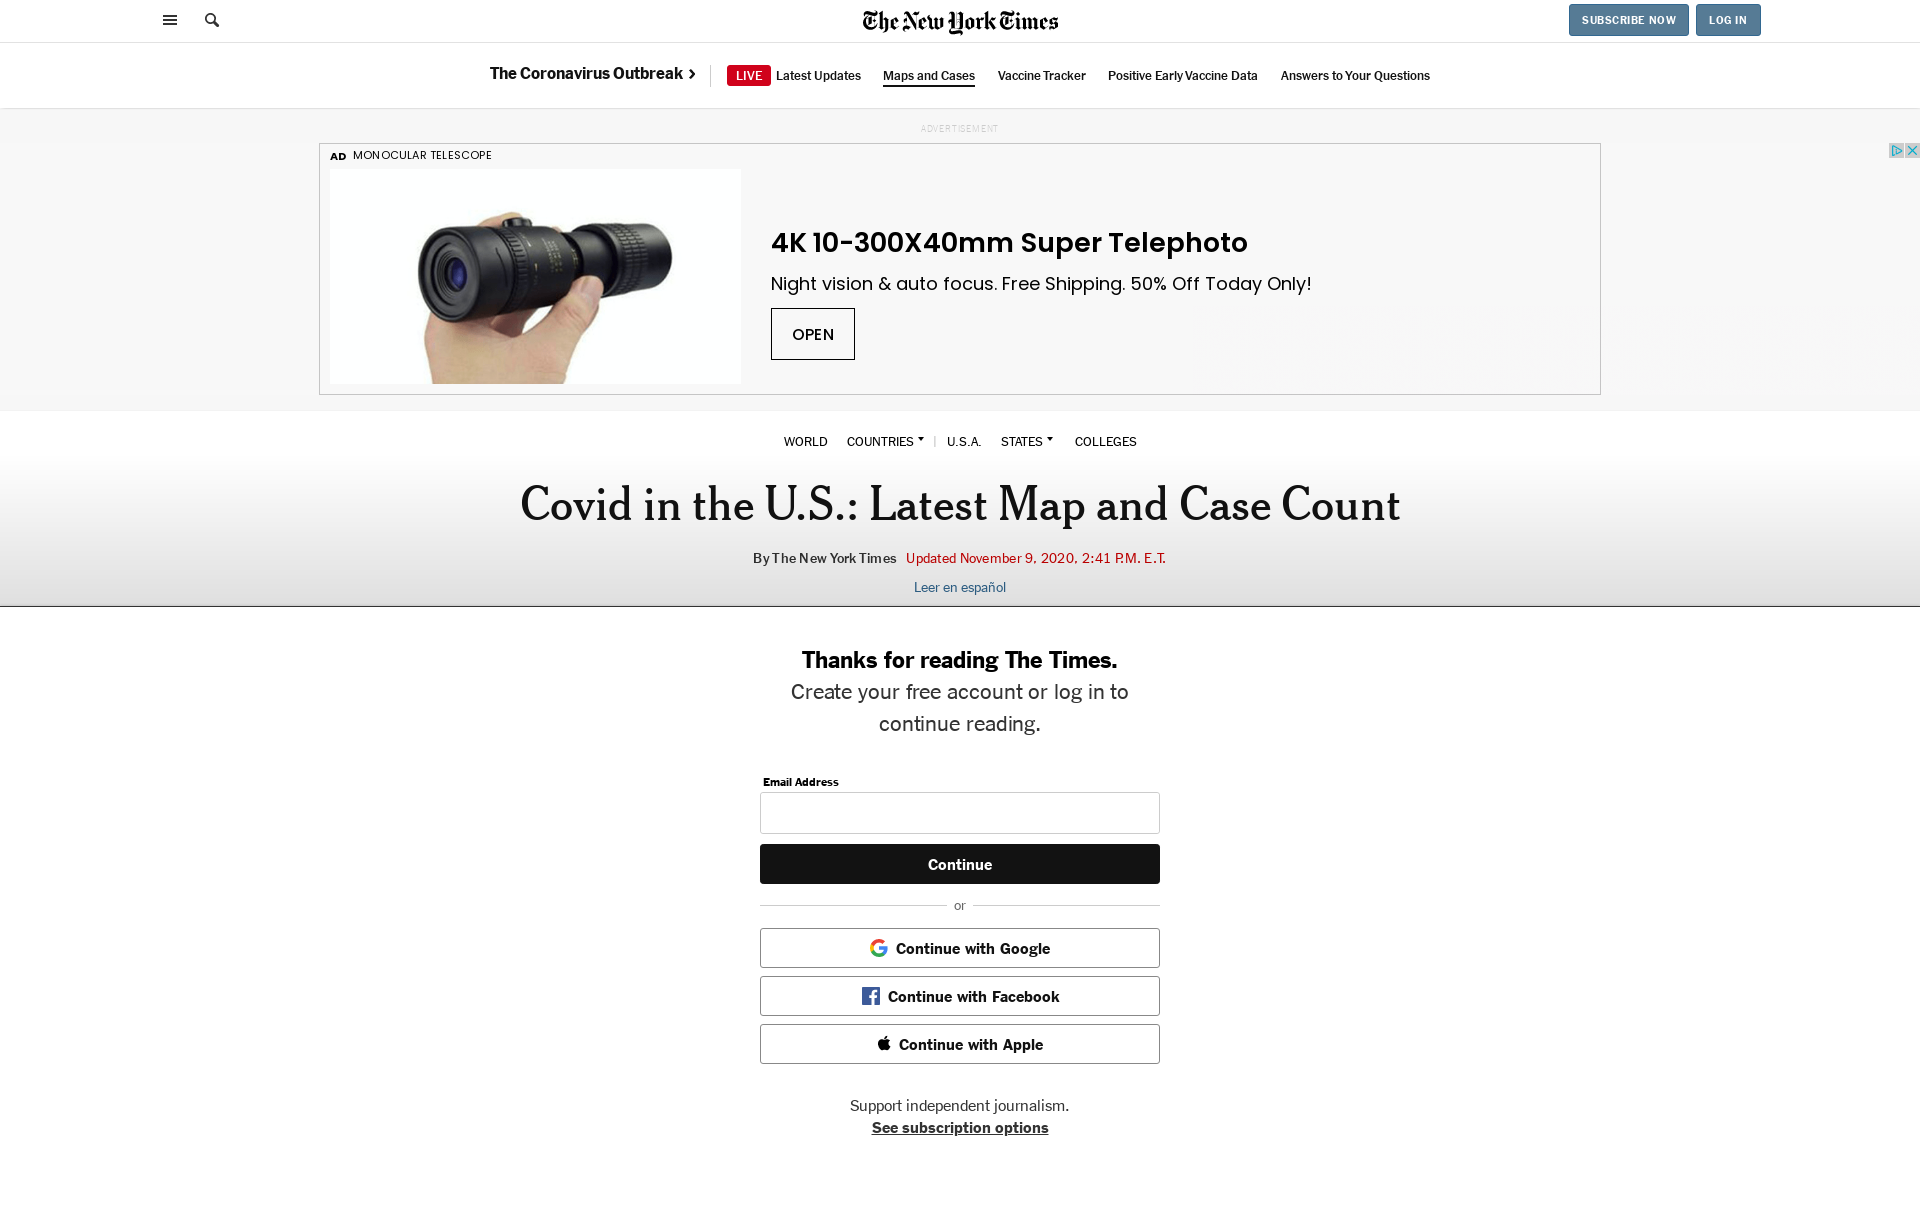 The New York Times
SUBSCRIBE NOW
LOG IN
The Coronavirus Outbreak
LIVE Latest Updates
Maps and Cases
Vaccine Tracker
Positive Early Vaccine Data
Answers to Your Questions
ADVERTISEMENT
AD MONOCULAR TELESCOPE
4K 10-300X40mm Super Telephoto
Night vision & auto focus. Free Shipping. 50% Off Today Only!
OPEN
WORLD COUNTRIES | U.S.A. STATES COLLEGES
Covid in the U.S.: Latest Map and Case Count
By The New York Times Updated November 9, 2020, 2:41 P.M. E.T.
Leer en español
Thanks for reading The Times.
Create your free account or log in to
continue reading.
Email Address
Continue
or
Continue with Google
Continue with Facebook
Continue with Apple
Support independent journalism.
See subscription options